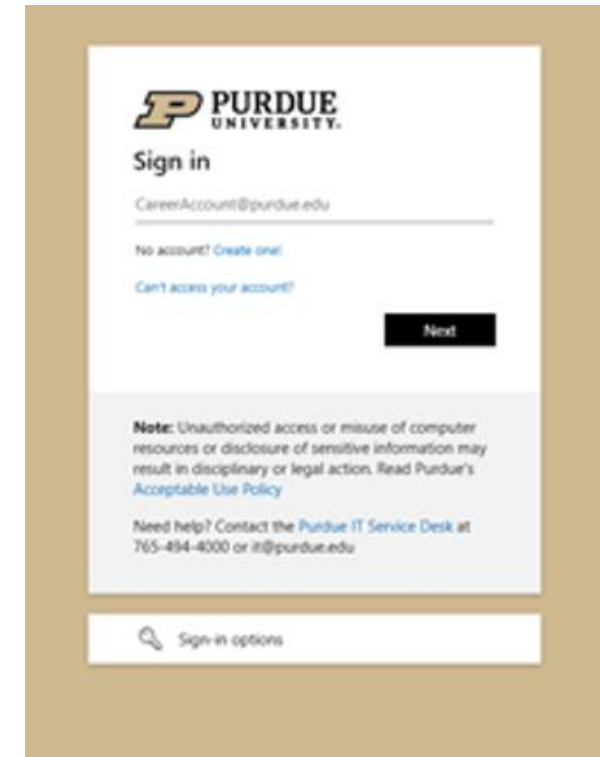 PURDUE
UNIVERSITY.
Sign in
CareerAccount@purdue.edu
No account? Create one!
Can't access your account?
Next
Note: Unauthorized access or misuse of computer
resources or disclosure of sensitive information may
result in disciplinary or legal action. Read Purdue's
Acceptable Use Policy
Need help? Contact the Purdue IT Service Desk at
765-494-4000 or it@purdue.edu
Sign-in options